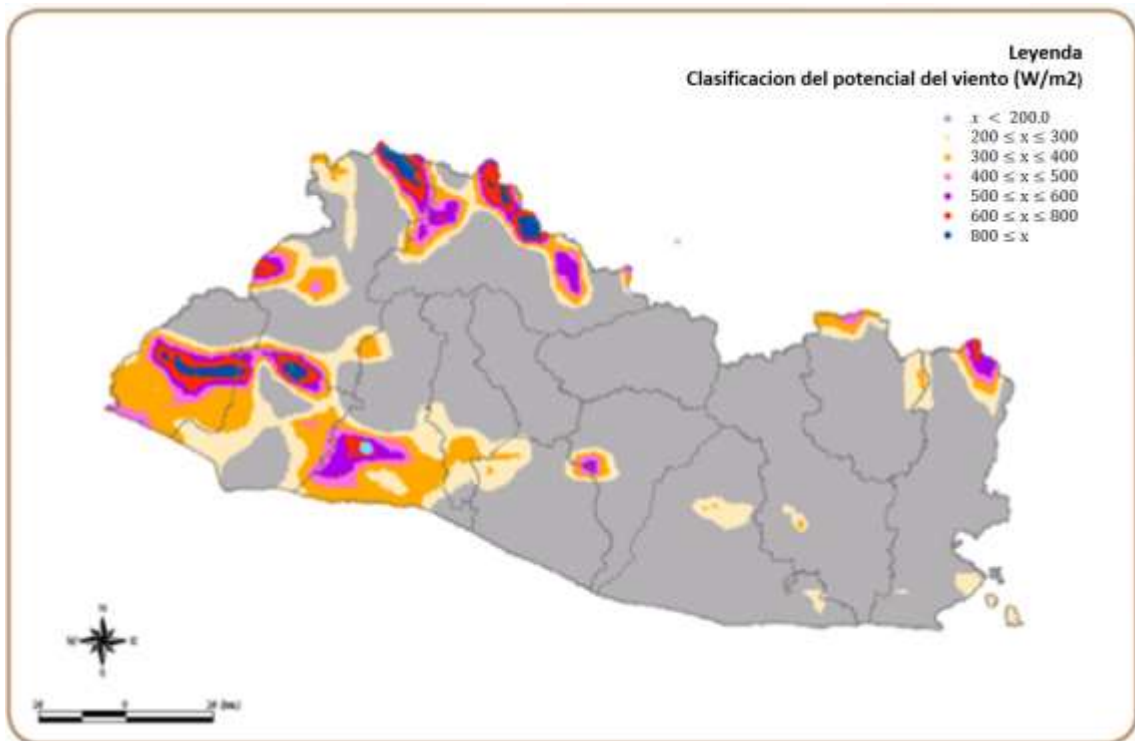 Leyenda
Clasificacion del potencial del viento (W/m2)
x < 200.0
200 ≤ x ≤ 300
300 ≤ x ≤ 400
400 ≤ x ≤ 500
500 ≤ x ≤ 600
600 ≤ x ≤ 800
800 ≤ x
N
W
E
S
0